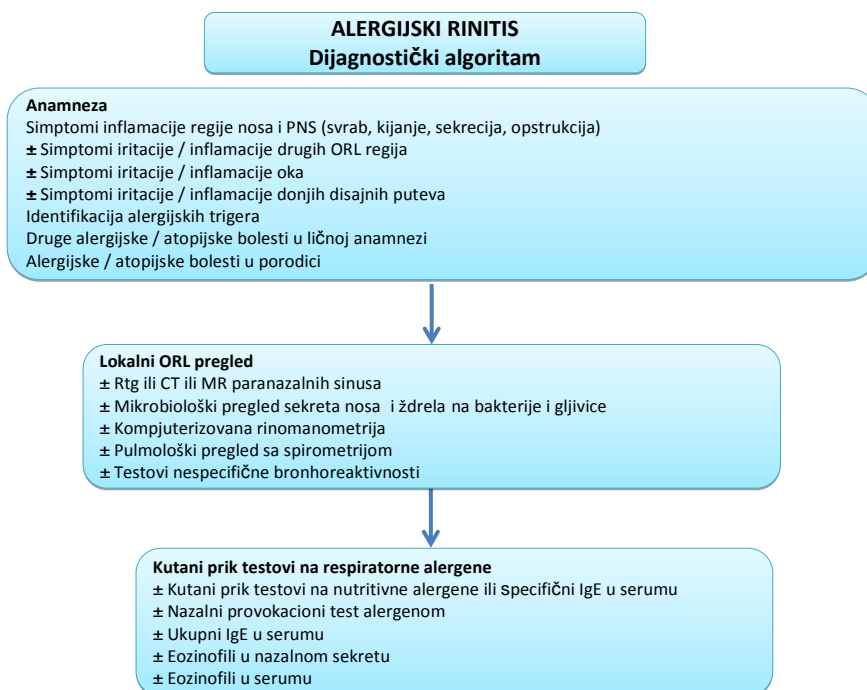 ALERGIJSKI RINITIS
Dijagnostički algoritam
Anamneza
Simptomi inflamacije regije nosa i PNS (svrab, kijanje, sekrecija, opstrukcija)
± Simptomi iritacije / inflamacije drugih ORL regija
± Simptomi iritacije / inflamacije oka
± Simptomi iritacije / inflamacije donjih disajnih puteva
Identifikacija alergijskih trigera
Druge alergijske / atopijske bolesti u ličnoj anamnezi
Alergijske / atopijske bolesti u porodici
Lokalni ORL pregled
± Rtg ili CT ili MR paranazalnih sinusa
± Mikrobiološki pregled sekreta nosa i ždrela na bakterije i gljivice
± Kompjuterizovana rinomanometrija
± Pulmološki pregled sa spirometrijom
± Testovi nespecifične bronhoreaktivnosti
Kutani prik testovi na respiratorne alergene
± Kutani prik testovi na nutritivne alergene ili specifični IgE u serumu
± Nazalni provokacioni test alergenom
± Ukupni IgE u serumu
± Eozinofili u nazalnom sekretu
± Eozinofili u serumu